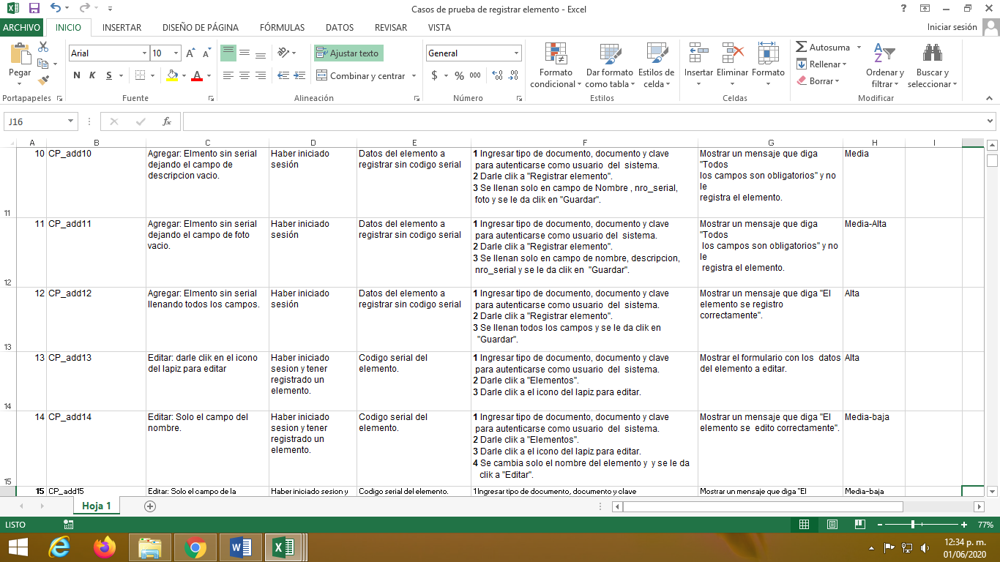 Casos de prueba de registrar elemento - Excel
ARCHIVO INICIO INSERTAR DISEÑO DE PÁGINA FÓRMULAS DATOS REVISAR VISTA Iniciar sesión
Pegar
Arial 10
N K S
Ajustar texto
Combinar y centrar
General
$ % 000
Formato condicional
Dar formato como tabla
Estilos de celda
Insertar Eliminar Formato
Autosuma
Rellenar
Borrar
Ordenar y filtrar
Buscar y seleccionar
Portapapeles Fuente Alineación Número Estilos Celdas Modificar
J16 fx
A B C D E F G H I
10 CP_add10
Agregar: Elmento sin serial
dejando el campo de
descripcion vacio.
Haber iniciado
sesión
Datos del elemento a
registrar sin codigo serial
1 Ingresar tipo de documento, documento y clave
para autenticarse como usuario del sistema.
2 Darle clik a "Registrar elemento".
3 Se llenan solo en campo de Nombre , nro_serial,
foto y se le da clik en "Guardar".
Mostrar un mensaje que diga
"Todos
los campos son obligatorios" y no
le
registra el elemento.
Media
11
11 CP_add11
Agregar: Elmento sin serial
dejando el campo de foto
vacio.
Haber iniciado
sesión
Datos del elemento a
registrar sin codigo serial
1 Ingresar tipo de documento, documento y clave
para autenticarse como usuario del sistema.
2 Darle clik a "Registrar elemento".
3 Se llenan solo en campo de nombre, descripcion,
nro_serial y se le da clik en "Guardar".
Mostrar un mensaje que diga
"Todos
los campos son obligatorios" y no
le
registra el elemento.
Media-Alta
12
12 CP_add12
Agregar: Elmento sin serial
llenando todos los campos.
Haber iniciado
sesión
Datos del elemento a
registrar sin codigo serial
1 Ingresar tipo de documento, documento y clave
para autenticarse como usuario del sistema.
2 Darle clik a "Registrar elemento".
3 Se llenan todos los campos y se le da clik en
"Guardar".
Mostrar un mensaje que diga "El
elemento se registro
correctamente".
Alta
13
13 CP_add13
Editar: darle clik en el icono
del lapiz para editar
Haber iniciado
sesion y tener
registrado un
elemento.
Codigo serial del
elemento.
1 Ingresar tipo de documento, documento y clave
para autenticarse como usuario del sistema.
2 Darle clik a "Elementos".
3 Darle clik a el icono del lapiz para editar.
Mostrar el formulario con los datos
del elemento a editar.
Alta
14
14 CP_add14
Editar: Solo el campo del
nombre.
Haber iniciado
sesion y tener
registrado un
elemento.
Codigo serial del
elemento.
1 Ingresar tipo de documento, documento y clave
para autenticarse como usuario del sistema.
2 Darle clik a "Elementos".
3 Darle clik a el icono del lapiz para editar.
4 Se cambia solo el nombre del elemento y y se le da
clik a "Editar".
Mostrar un mensaje que diga "El
elemento se edito correctamente".
Media-baja
15
15 CP_add15
Editar: Solo el campo de la
Haber iniciado sesion y
Codigo serial del elemento.
1Ingresar tipo de documento, documento y clave
Mostrar un mensaje que diga "El
Media-baja
Hoja 1
LISTO 77%
12:34 p. m.
01/06/2020